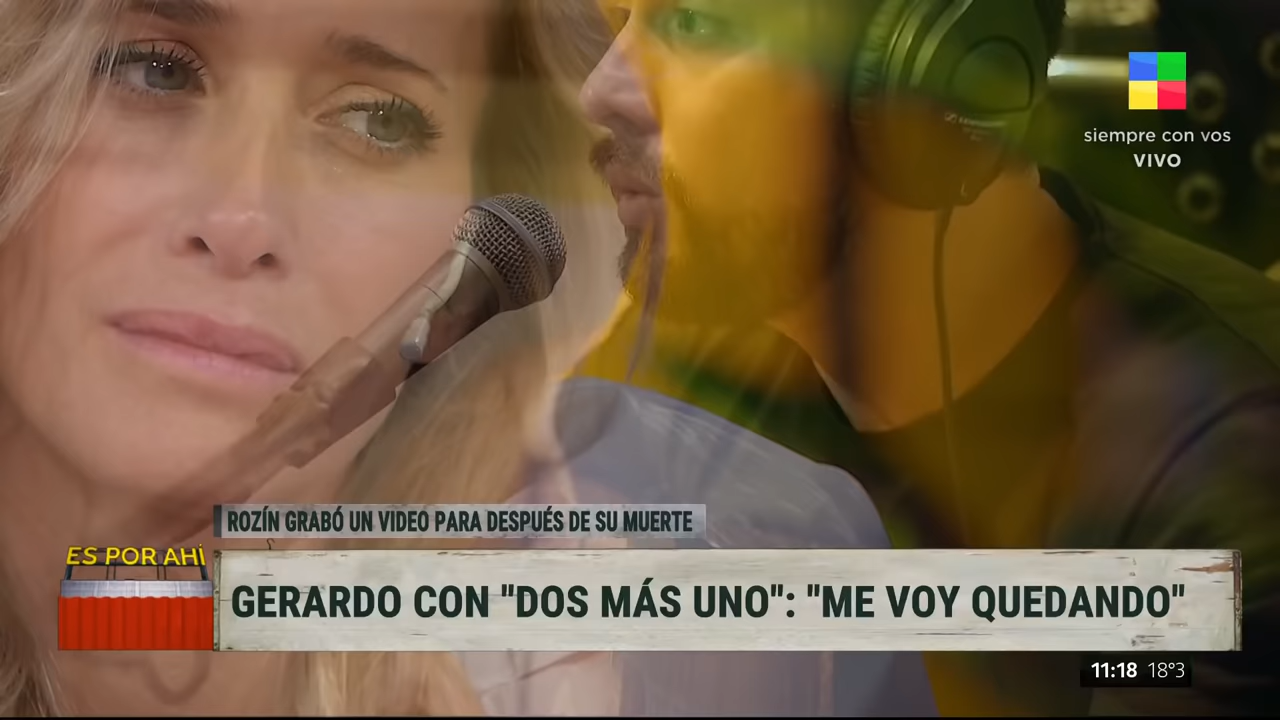 siempre con vos
VIVO
ROZÍN GRABÓ UN VIDEO PARA DESPUÉS DE SU MUERTE
ES POR AHÍ
GERARDO CON "DOS MÁS UNO": "ME VOY QUEDANDO"
11:18 18°3